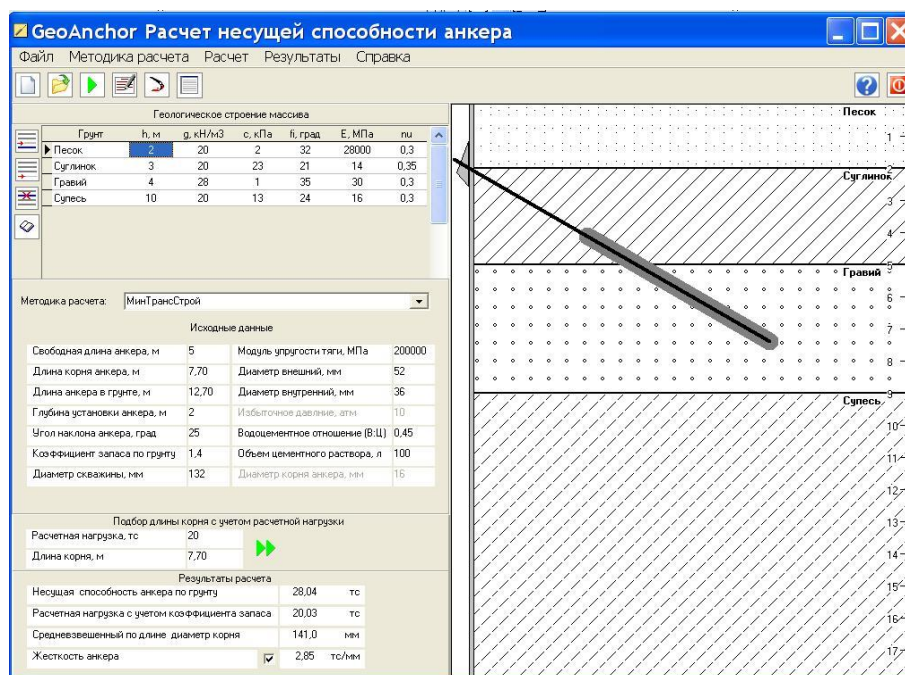 GeoAnchor Расчет несущей способности анкера
Файл Методика расчета Расчет Результаты Справка
Геологическое строение массива
Грунт h, м g, кН/м3 c, кПа fi, град E, МПа nu
Песок 2 20 2 32 28000 0,3
Суглинок 3 20 23 21 14 0,35
Гравий 4 28 1 35 30 0,3
Супесь 10 20 13 24 16 0,3
Методика расчета: МинТрансСтрой
Исходные данные
Свободная длина анкера, м 5 Модуль упругости тяги, МПа 200000
Длина корня анкера, м 7,70 Диаметр внешний, мм 52
Длина анкера в грунте, м 12,70 Диаметр внутренний, мм 36
Глубина установки анкера, м 2 Избыточное давлние, атм 10
Угол наклона анкера, град 25 Водоцементное отношение (В:Ц) 0,45
Коэффициент запаса по грунту 1,4 Объем цементного раствора, л 100
Диаметр скважины, мм 132 Диаметр корня анкера, мм 16
Подбор длины корня с учетом расчетной нагрузки
Расчетная нагрузка, тс 20
Длина корня, м 7,70
Результаты расчета
Несущая способность анкера по грунту 28,04 тс
Расчетная нагрузка с учетом коэффициента запаса 20,03 тс
Средневзвешенный по длине диаметр корня 141,0 мм
Жесткость анкера 2,85 тс/мм
Песок
1
2
Суглинок
3
4
5
Гравий
6
7
8
9
Супесь
10
11
12
13
14
15
16
17